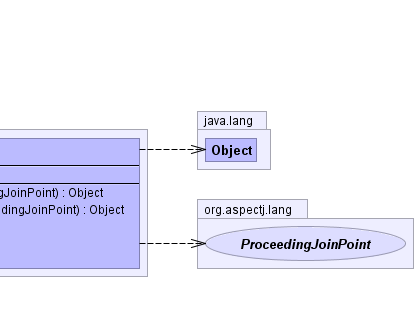 java.lang
Object
gJoinPoint) : Object
dingJoinPoint) : Object
org.aspectj.lang
ProceedingJoinPoint